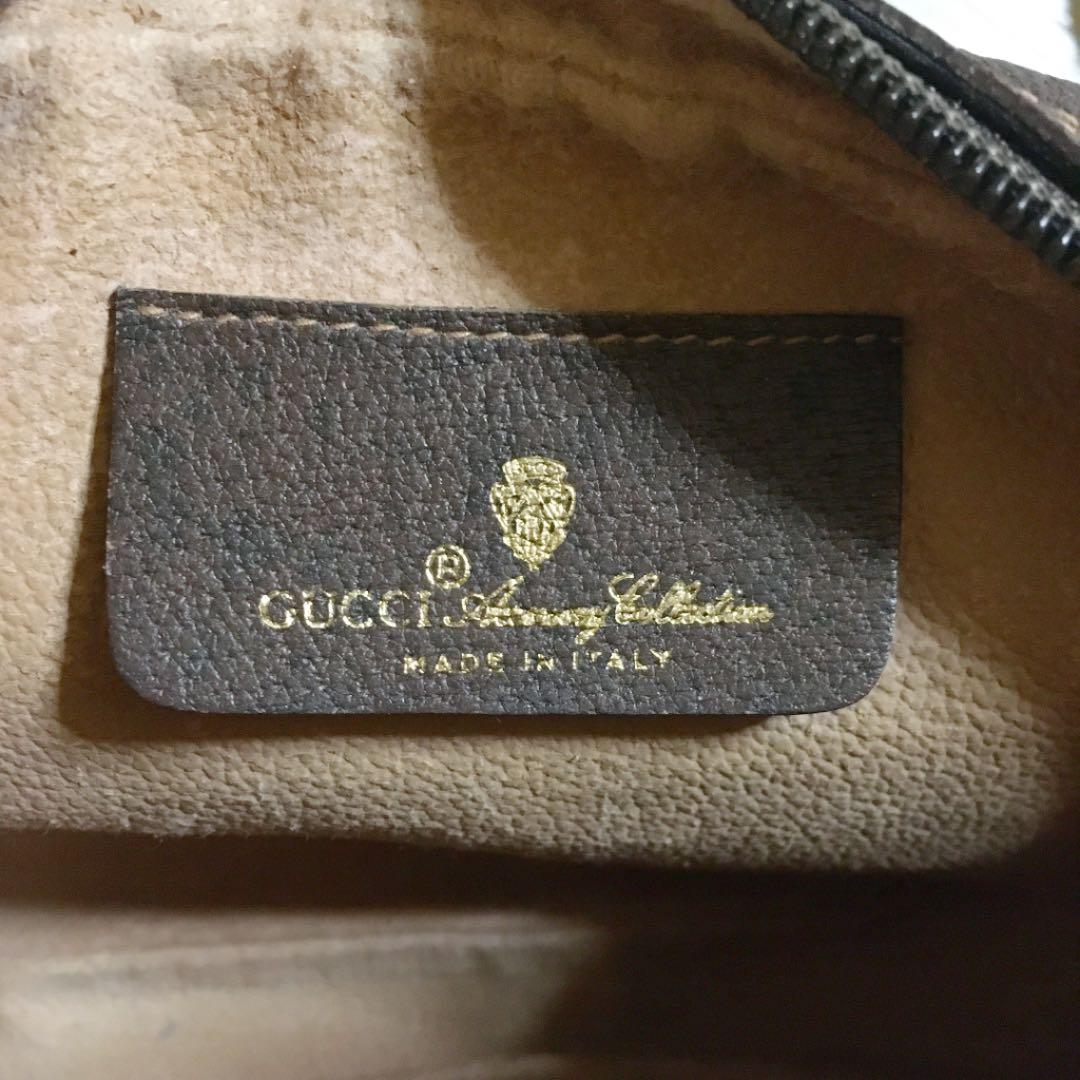 ®
GUCCI Accessory Collection
MADE IN ITALY